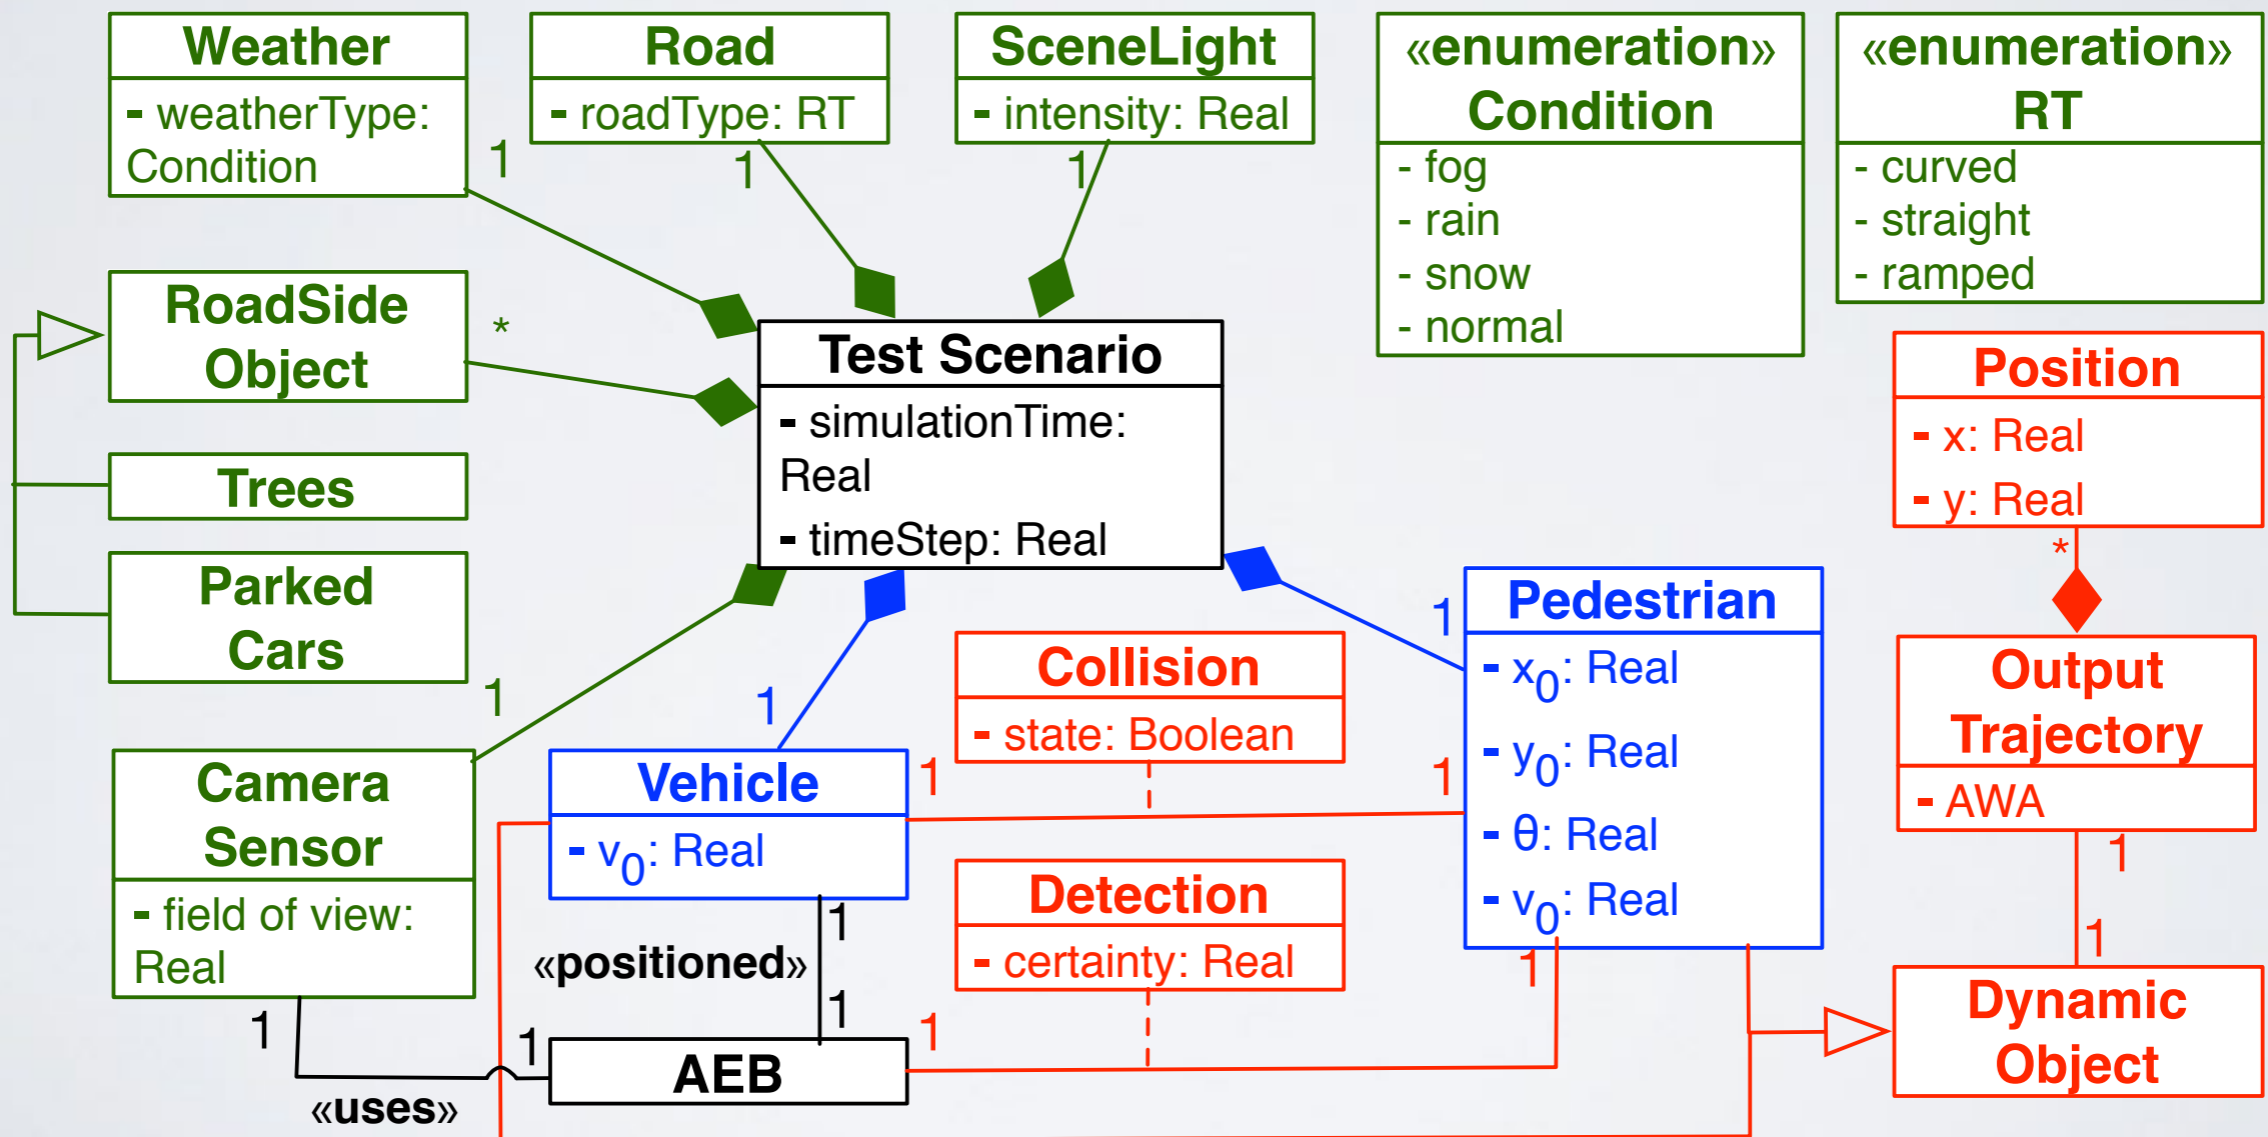 Weather
- weatherType:
Condition
1
Road
- roadType: RT
1
SceneLight
- intensity: Real
1
«enumeration»
Condition
- fog
- rain
- snow
- normal
«enumeration»
RT
- curved
- straight
- ramped
RoadSide
Object
*
Trees
Parked
Cars
Test Scenario
- simulationTime:
Real
- timeStep: Real
Position
- x: Real
- y: Real
*
Output
Trajectory
- AWA
1
1
Dynamic
Object
1
Camera
Sensor
- field of view:
Real
1
1
Vehicle
- v0: Real
1
Collision
- state: Boolean
1
1
Pedestrian
- x0: Real
- y0: Real
- θ: Real
- v0: Real
1
Detection
- certainty: Real
1
1
«positioned»
1
1
AEB
1
«uses»